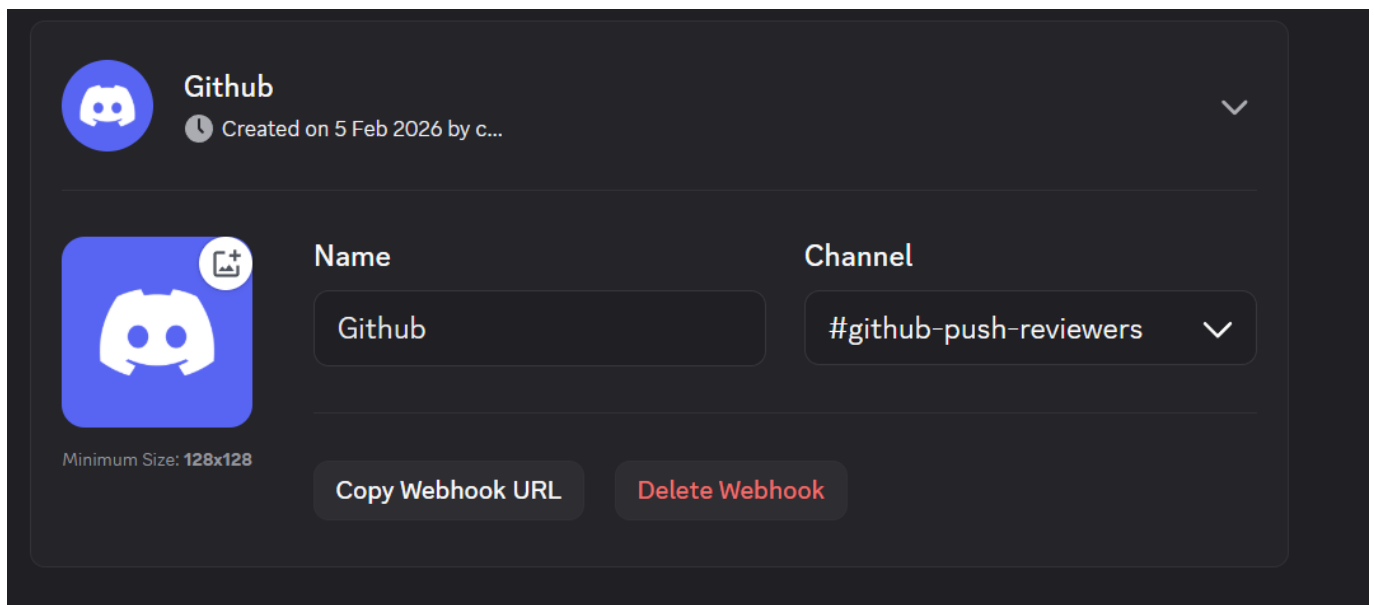 Github
Created on 5 Feb 2026 by c...
Name
Channel
Github
#github-push-reviewers
Minimum Size: 128x128
Copy Webhook URL
Delete Webhook